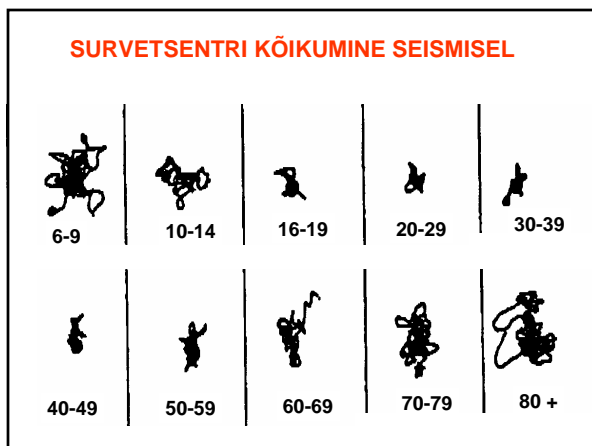 SURVETSENTRI KÕIKUMINE SEISMISEL
6-9 10-14 16-19 20-29 30-39
40-49 50-59 60-69 70-79 80 +